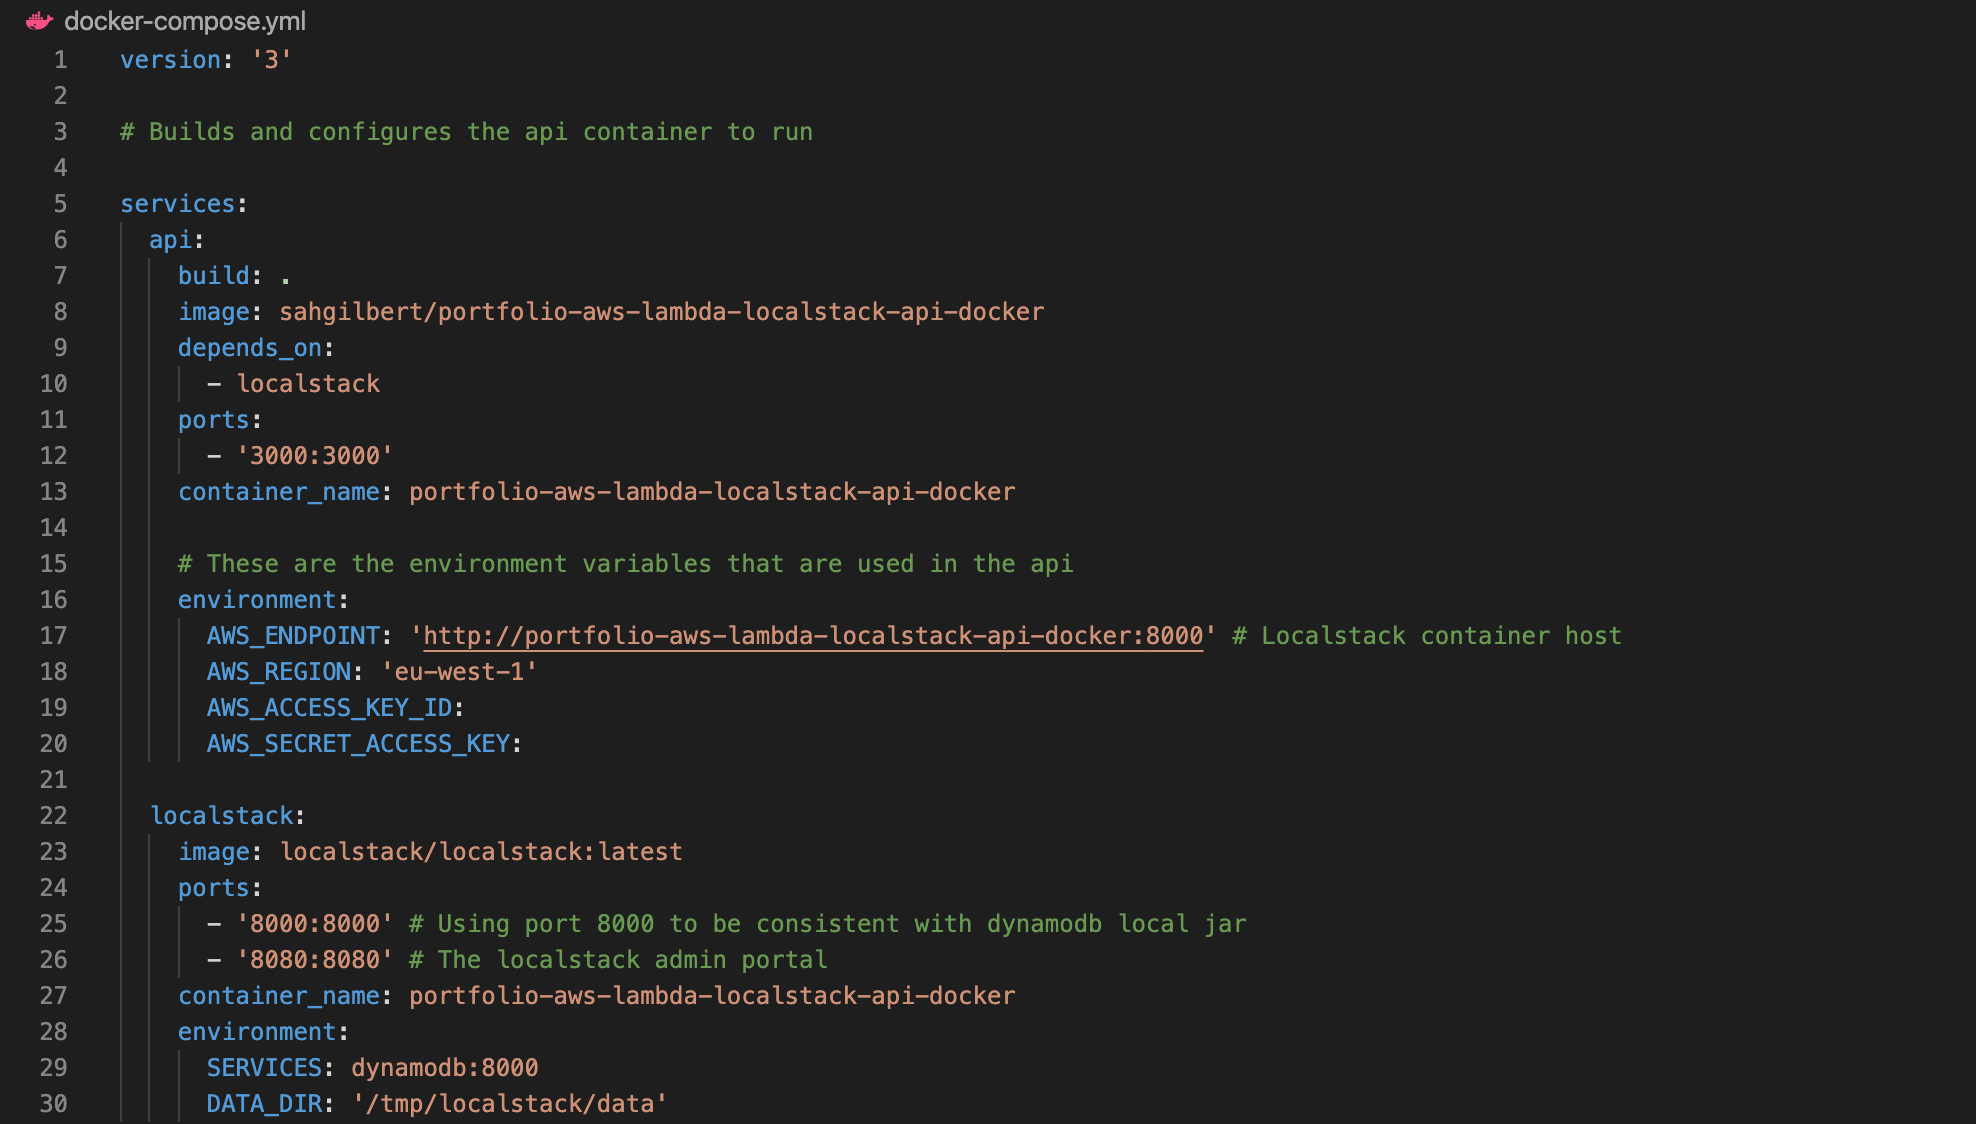 docker-compose.yml
1 version: '3'
2
3 # Builds and configures the api container to run
4
5 services:
6 api:
7 build: .
8 image: sahgilbert/portfolio-aws-lambda-localstack-api-docker
9 depends_on:
10 - localstack
11 ports:
12 - '3000:3000'
13 container_name: portfolio-aws-lambda-localstack-api-docker
14
15 # These are the environment variables that are used in the api
16 environment:
17 AWS_ENDPOINT: 'http://portfolio-aws-lambda-localstack-api-docker:8000' # Localstack container host
18 AWS_REGION: 'eu-west-1'
19 AWS_ACCESS_KEY_ID:
20 AWS_SECRET_ACCESS_KEY:
21
22 localstack:
23 image: localstack/localstack:latest
24 ports:
25 - '8000:8000' # Using port 8000 to be consistent with dynamodb local jar
26 - '8080:8080' # The localstack admin portal
27 container_name: portfolio-aws-lambda-localstack-api-docker
28 environment:
29 SERVICES: dynamodb:8000
30 DATA_DIR: '/tmp/localstack/data'